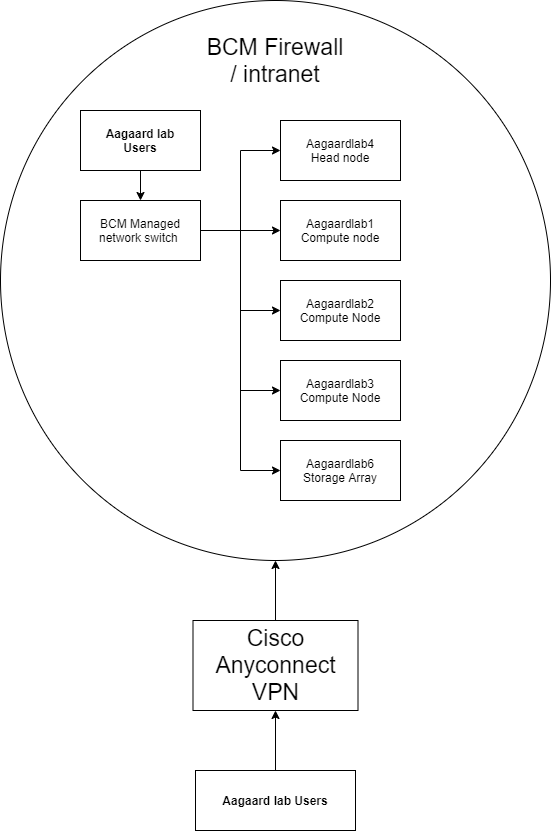 BCM Firewall
/ intranet
Aagaard lab
Users
BCM Managed
network switch
Aagaardlab4
Head node
Aagaardlab1
Compute node
Aagaardlab2
Compute Node
Aagaardlab3
Compute Node
Aagaardlab6
Storage Array
Cisco
Anyconnect
VPN
Aagaard lab Users